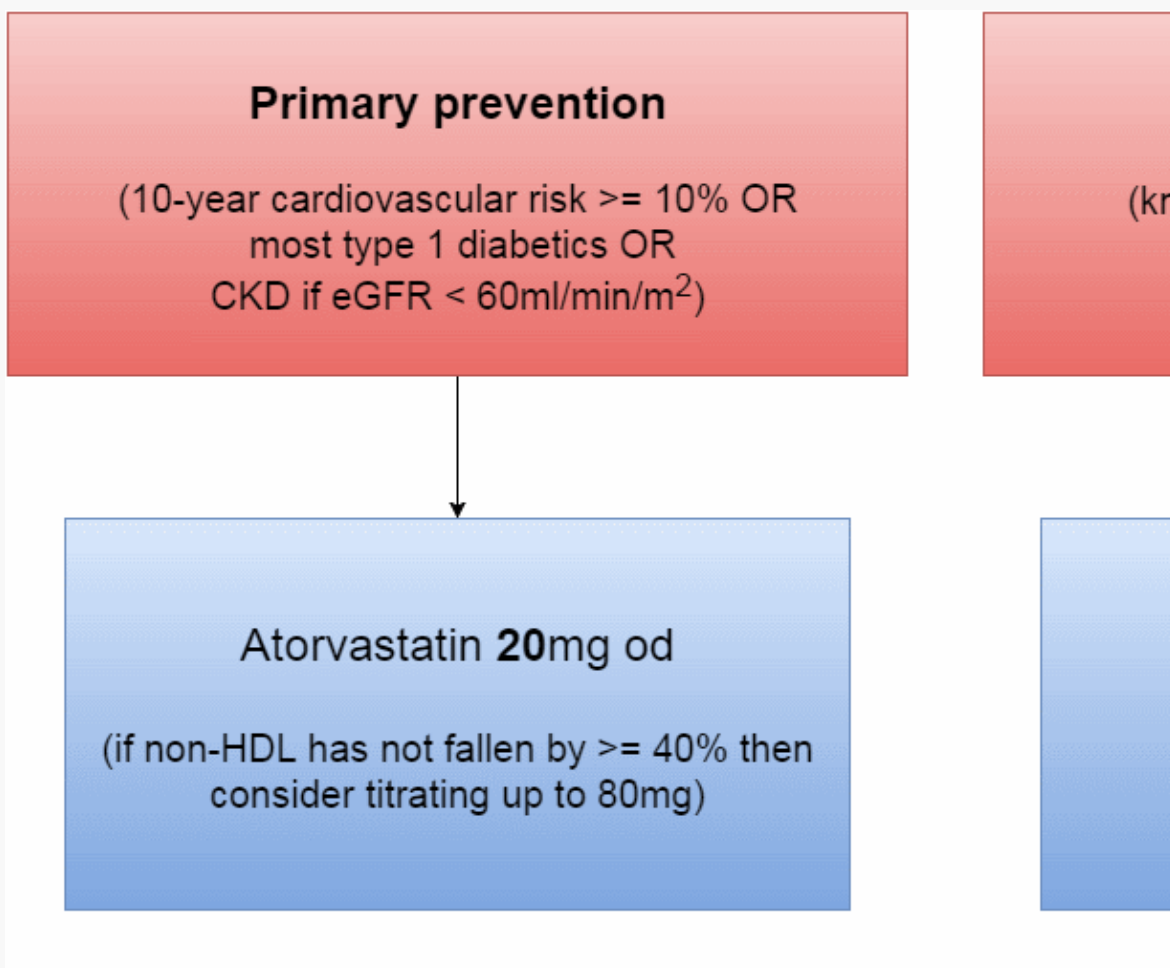 Primary prevention
(10-year cardiovascular risk >= 10% OR
most type 1 diabetics OR
CKD if eGFR < 60ml/min/m²)
(kr
Atorvastatin 20mg od
(if non-HDL has not fallen by >= 40% then
consider titrating up to 80mg)